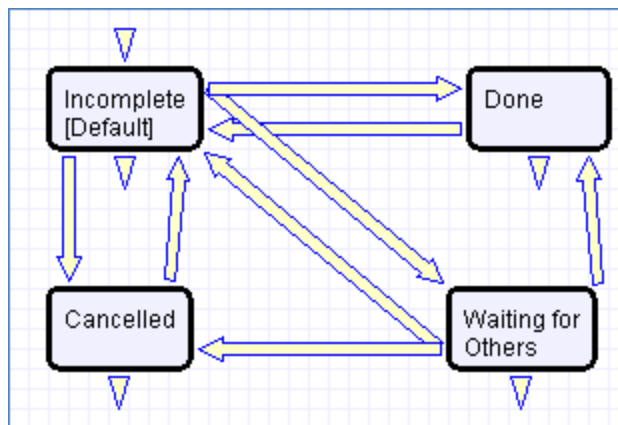 Incomplete
[Default]
Done
Cancelled
Waiting for
Others